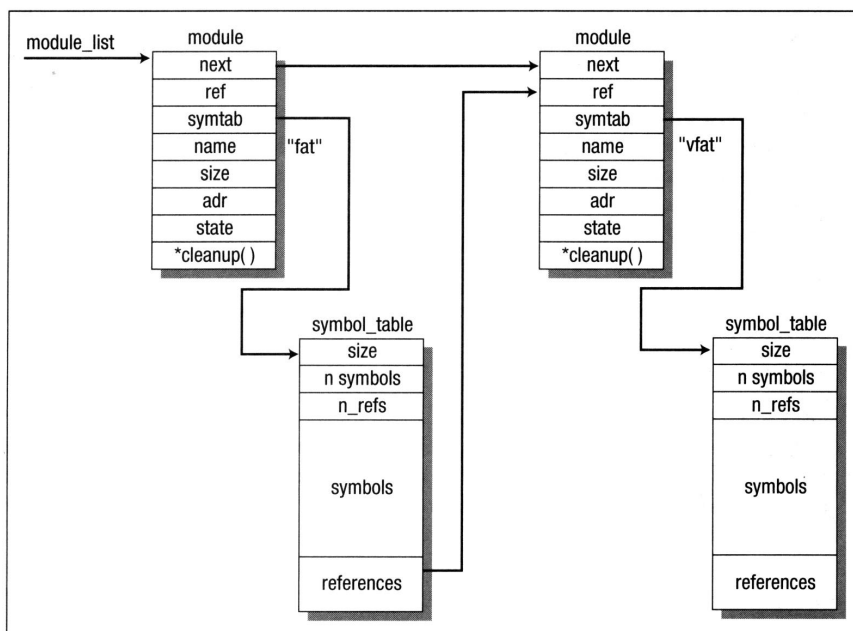 module_list
module
next
ref
symtab
name
size
adr
state
*cleanup( )
"fat"
module
next
ref
symtab
name
size
adr
state
*cleanup( )
"vfat"
symbol_table
size
n symbols
n_refs
symbols
references
symbol_table
size
n symbols
n_refs
symbols
references